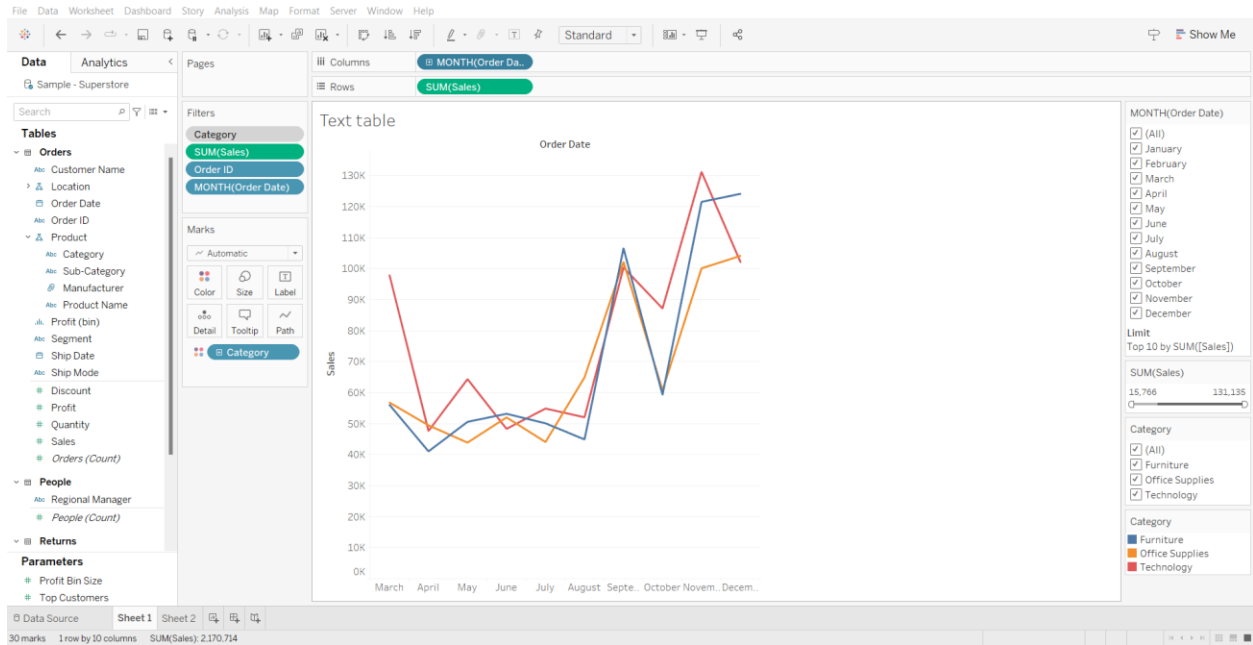 File Data Worksheet Dashboard Story Analysis Map Format Server Window Help
Standard
Show Me
Data Analytics
Sample - Superstore
Search
Tables
Orders
Abc Customer Name
Location
Order Date
Abc Order ID
Product
Abc Category
Abc Sub-Category
Manufacturer
Abc Product Name
Profit (bin)
Abc Segment
Ship Date
Abc Ship Mode
# Discount
# Profit
# Quantity
# Sales
# Orders (Count)
People
Abc Regional Manager
# People (Count)
Returns
Parameters
# Profit Bin Size
# Top Customers
Pages
Filters
Category
SUM(Sales)
Order ID
MONTH(Order Date)
Marks
Automatic
Color Size Label
Detail Tooltip Path
Category
Columns MONTH(Order Da..
Rows SUM(Sales)
Text table
Order Date
130K
120K
110K
100K
90K
80K
70K
60K
50K
40K
30K
20K
10K
0K
Sales
March April May June July August Septe.. October Novem.. Decem..
MONTH(Order Date)
(All)
January
February
March
April
May
June
July
August
September
October
November
December
Limit
Top 10 by SUM([Sales])
SUM(Sales)
15,766 131,135
Category
(All)
Furniture
Office Supplies
Technology
Category
Furniture
Office Supplies
Technology
Data Source Sheet 1 Sheet 2
30 marks 1 row by 10 columns SUM(Sales): 2,170,714